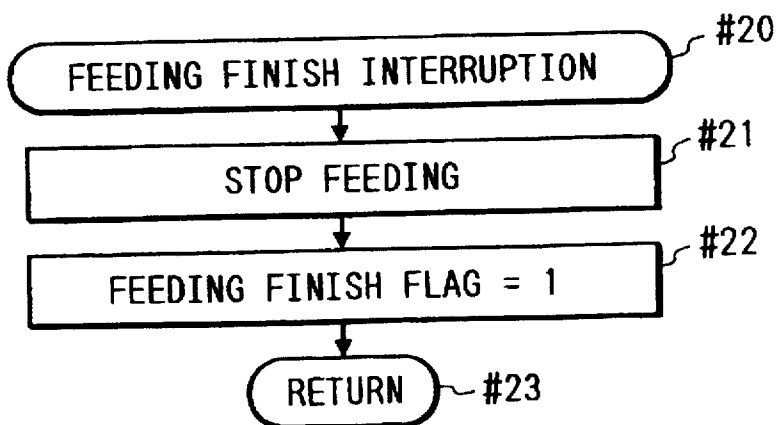 #20
FEEDING FINISH INTERRUPTION
#21
STOP FEEDING
#22
FEEDING FINISH FLAG = 1
RETURN #23